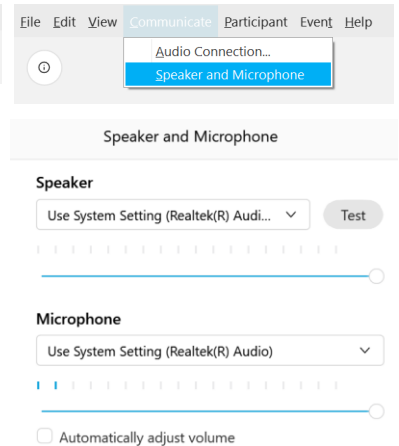 File Edit View Communicate Participant Event Help
Audio Connection...
Speaker and Microphone
Speaker and Microphone
Speaker
Use System Setting (Realtek(R) Audi... Test
Microphone
Use System Setting (Realtek(R) Audio)
Automatically adjust volume